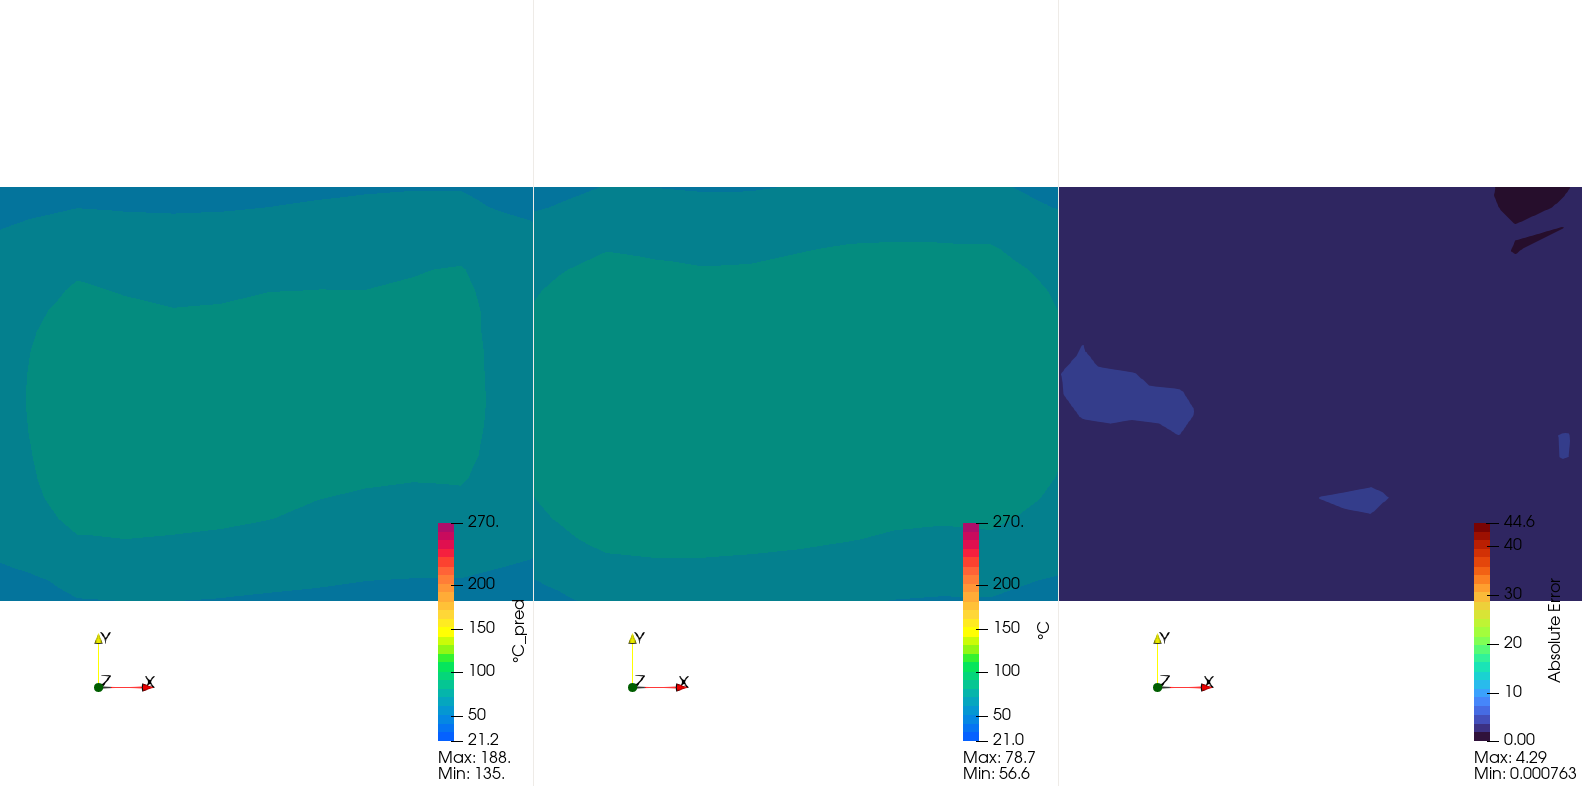 270.
200
150
100
50
21.2
°C_pred
Max: 188.
Min: 135.
Y
Z
X
270.
200
150
100
50
21.0
°C
Max: 78.7
Min: 56.6
Y
Z
X
44.6
40
30
20
10
0.00
Absolute Error
Max: 4.29
Min: 0.000763
Y
Z
X